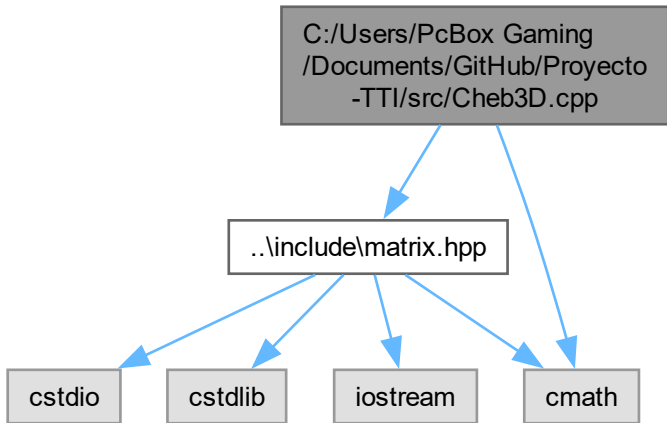 C:/Users/PcBox Gaming
/Documents/GitHub/Proyecto
-TTI/src/Cheb3D.cpp
..\include\matrix.hpp
cstdio
cstdlib
iostream
cmath